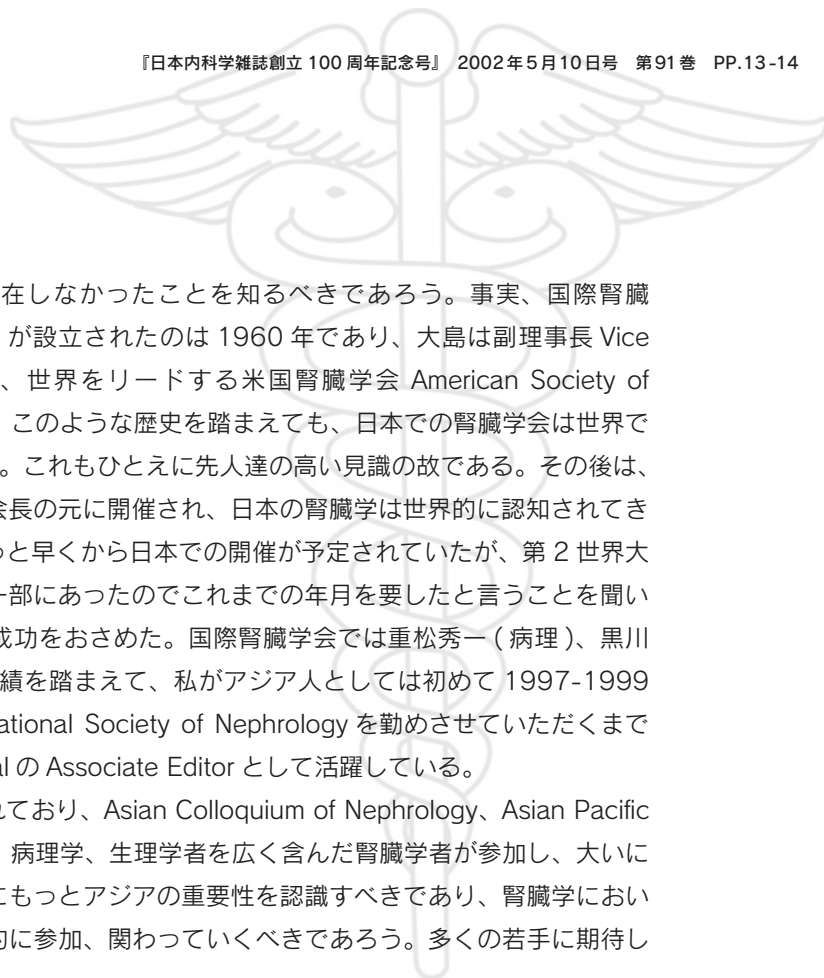 『日本内科学雑誌創立 100 周年記念号』 2002年5月10日号 第91巻 PP.13-14
在しなかったことを知るべきであろう。事実、国際腎臓
が設立されたのは 1960 年であり、大島は副理事長 Vice
、世界をリードする米国腎臓学会 American Society of
このような歴史を踏まえても、日本での腎臓学会は世界で
。これもひとえに先人達の高い見識の故である。その後は、
会長の元に開催され、日本の腎臓学は世界的に認知されてき
っと早くから日本での開催が予定されていたが、第 2 世界大
一部にあったのでこれまでの年月を要したと言うことを聞い
成功をおさめた。国際腎臓学会では重松秀一 ( 病理 )、黒川
績を踏まえて、私がアジア人としては初めて 1997-1999
ational Society of Nephrology を勤めさせていただくまで
al の Associate Editor として活躍している。
れており、Asian Colloquium of Nephrology、Asian Pacific
病理学、生理学者を広く含んだ腎臓学者が参加し、大いに
にもっとアジアの重要性を認識すべきであり、腎臓学におい
的に参加、関わっていくべきであろう。多くの若手に期待し